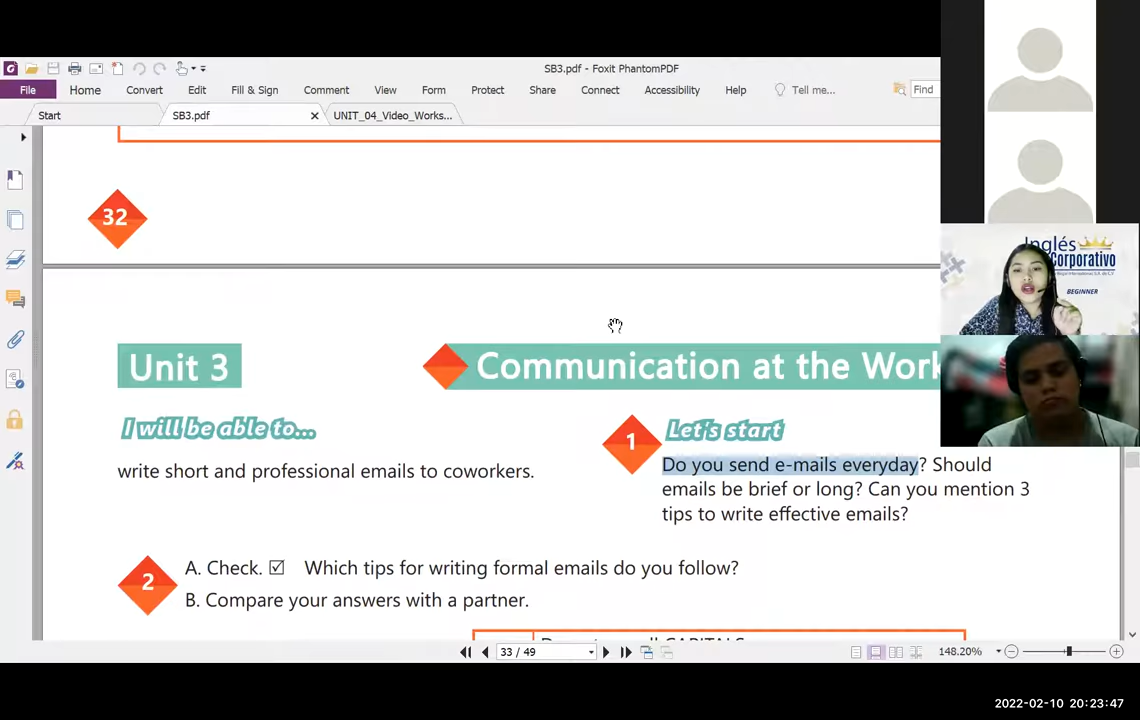 SB3.pdf - Foxit PhantomPDF
File Home Convert Edit Fill & Sign Comment View Form Protect Share Connect Accessibility Help Tell me... Find
Start SB3.pdf UNIT_04_Video_Works...
32
Inglés
Corporativo
BEGINNER
Unit 3
Communication at the Work
I will be able to...
write short and professional emails to coworkers.
1
Let's start
Do you send e-mails everyday? Should
emails be brief or long? Can you mention 3
tips to write effective emails?
2
A. Check. ☑ Which tips for writing formal emails do you follow?
B. Compare your answers with a partner.
33 / 49
148.20%
2022-02-10 20:23:47